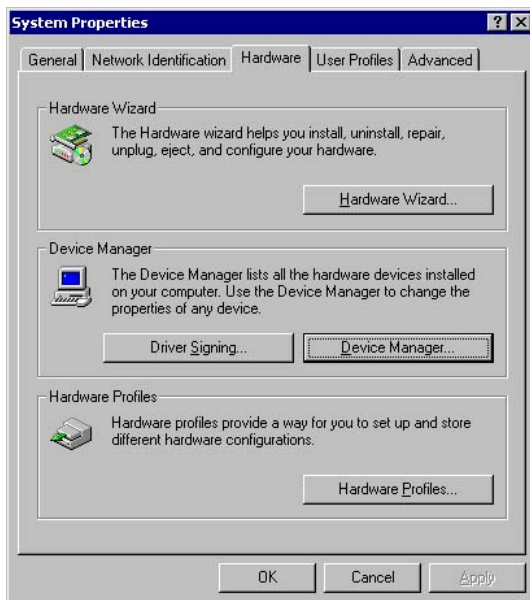 System Properties
General Network Identification Hardware User Profiles Advanced
Hardware Wizard
The Hardware wizard helps you install, uninstall, repair,
unplug, eject, and configure your hardware.
Hardware Wizard...
Device Manager
The Device Manager lists all the hardware devices installed
on your computer. Use the Device Manager to change the
properties of any device.
Driver Signing... Device Manager...
Hardware Profiles
Hardware profiles provide a way for you to set up and store
different hardware configurations.
Hardware Profiles...
OK Cancel Apply